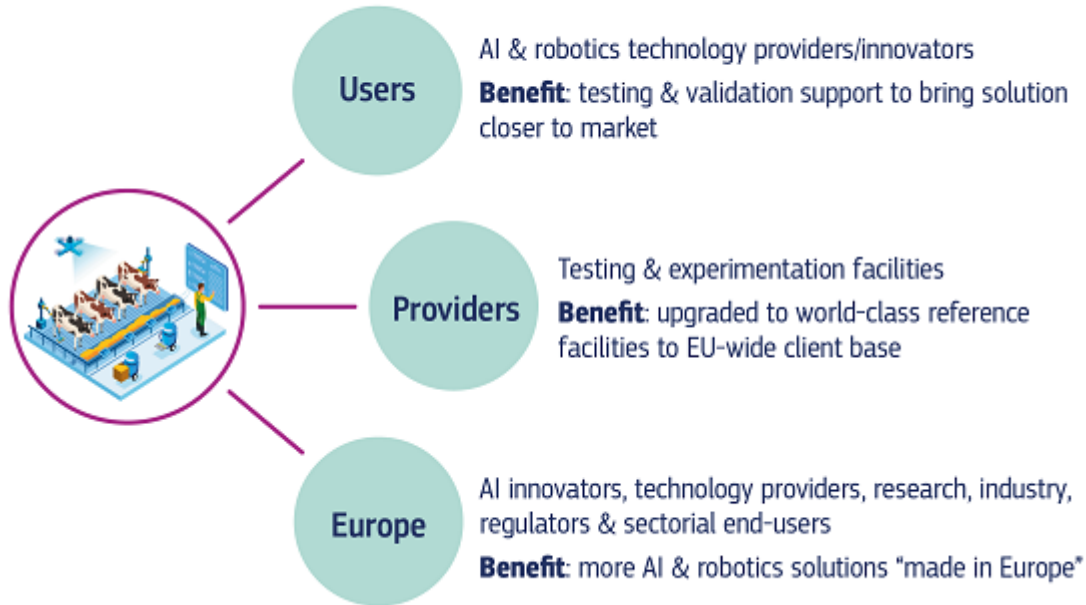 Users
AI & robotics technology providers/innovators
Benefit: testing & validation support to bring solution
closer to market
Providers
Testing & experimentation facilities
Benefit: upgraded to world-class reference
facilities to EU-wide client base
Europe
AI innovators, technology providers, research, industry,
regulators & sectorial end-users
Benefit: more AI & robotics solutions “made in Europe”